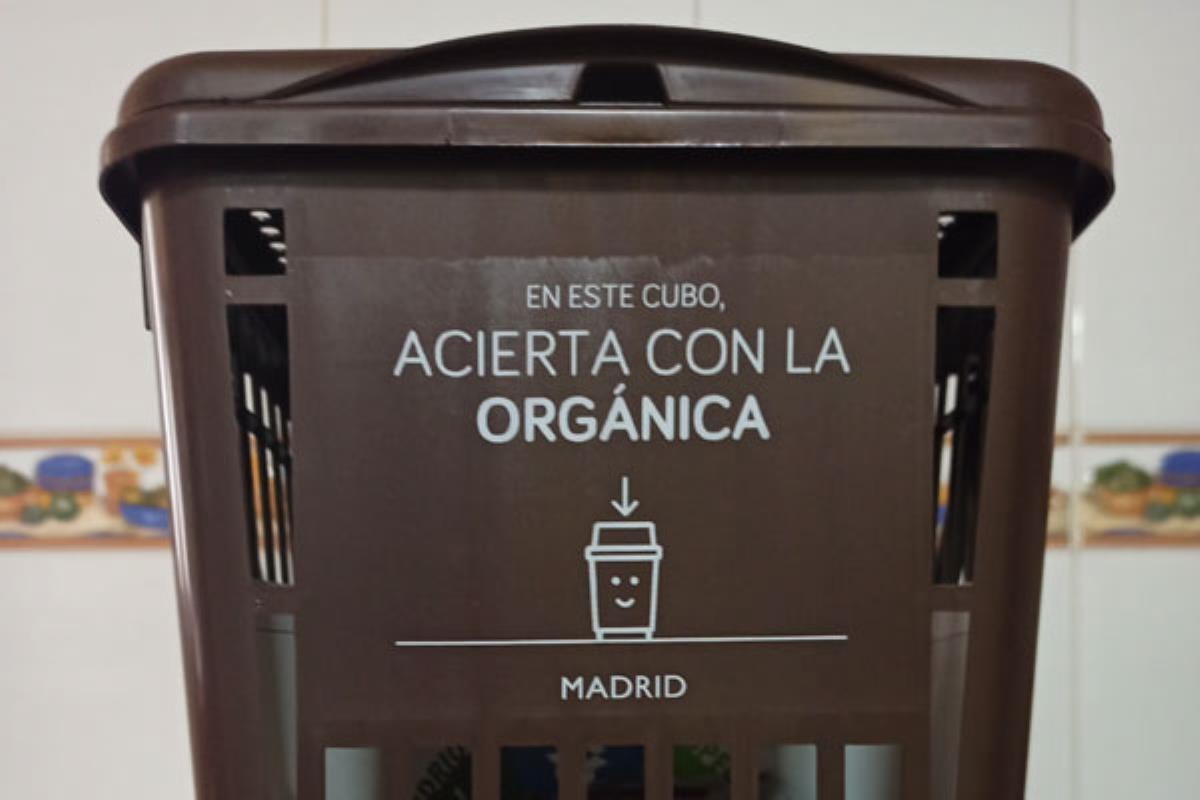 EN ESTE CUBO,
ACIERTA CON LA
ORGÁNICA
MADRID